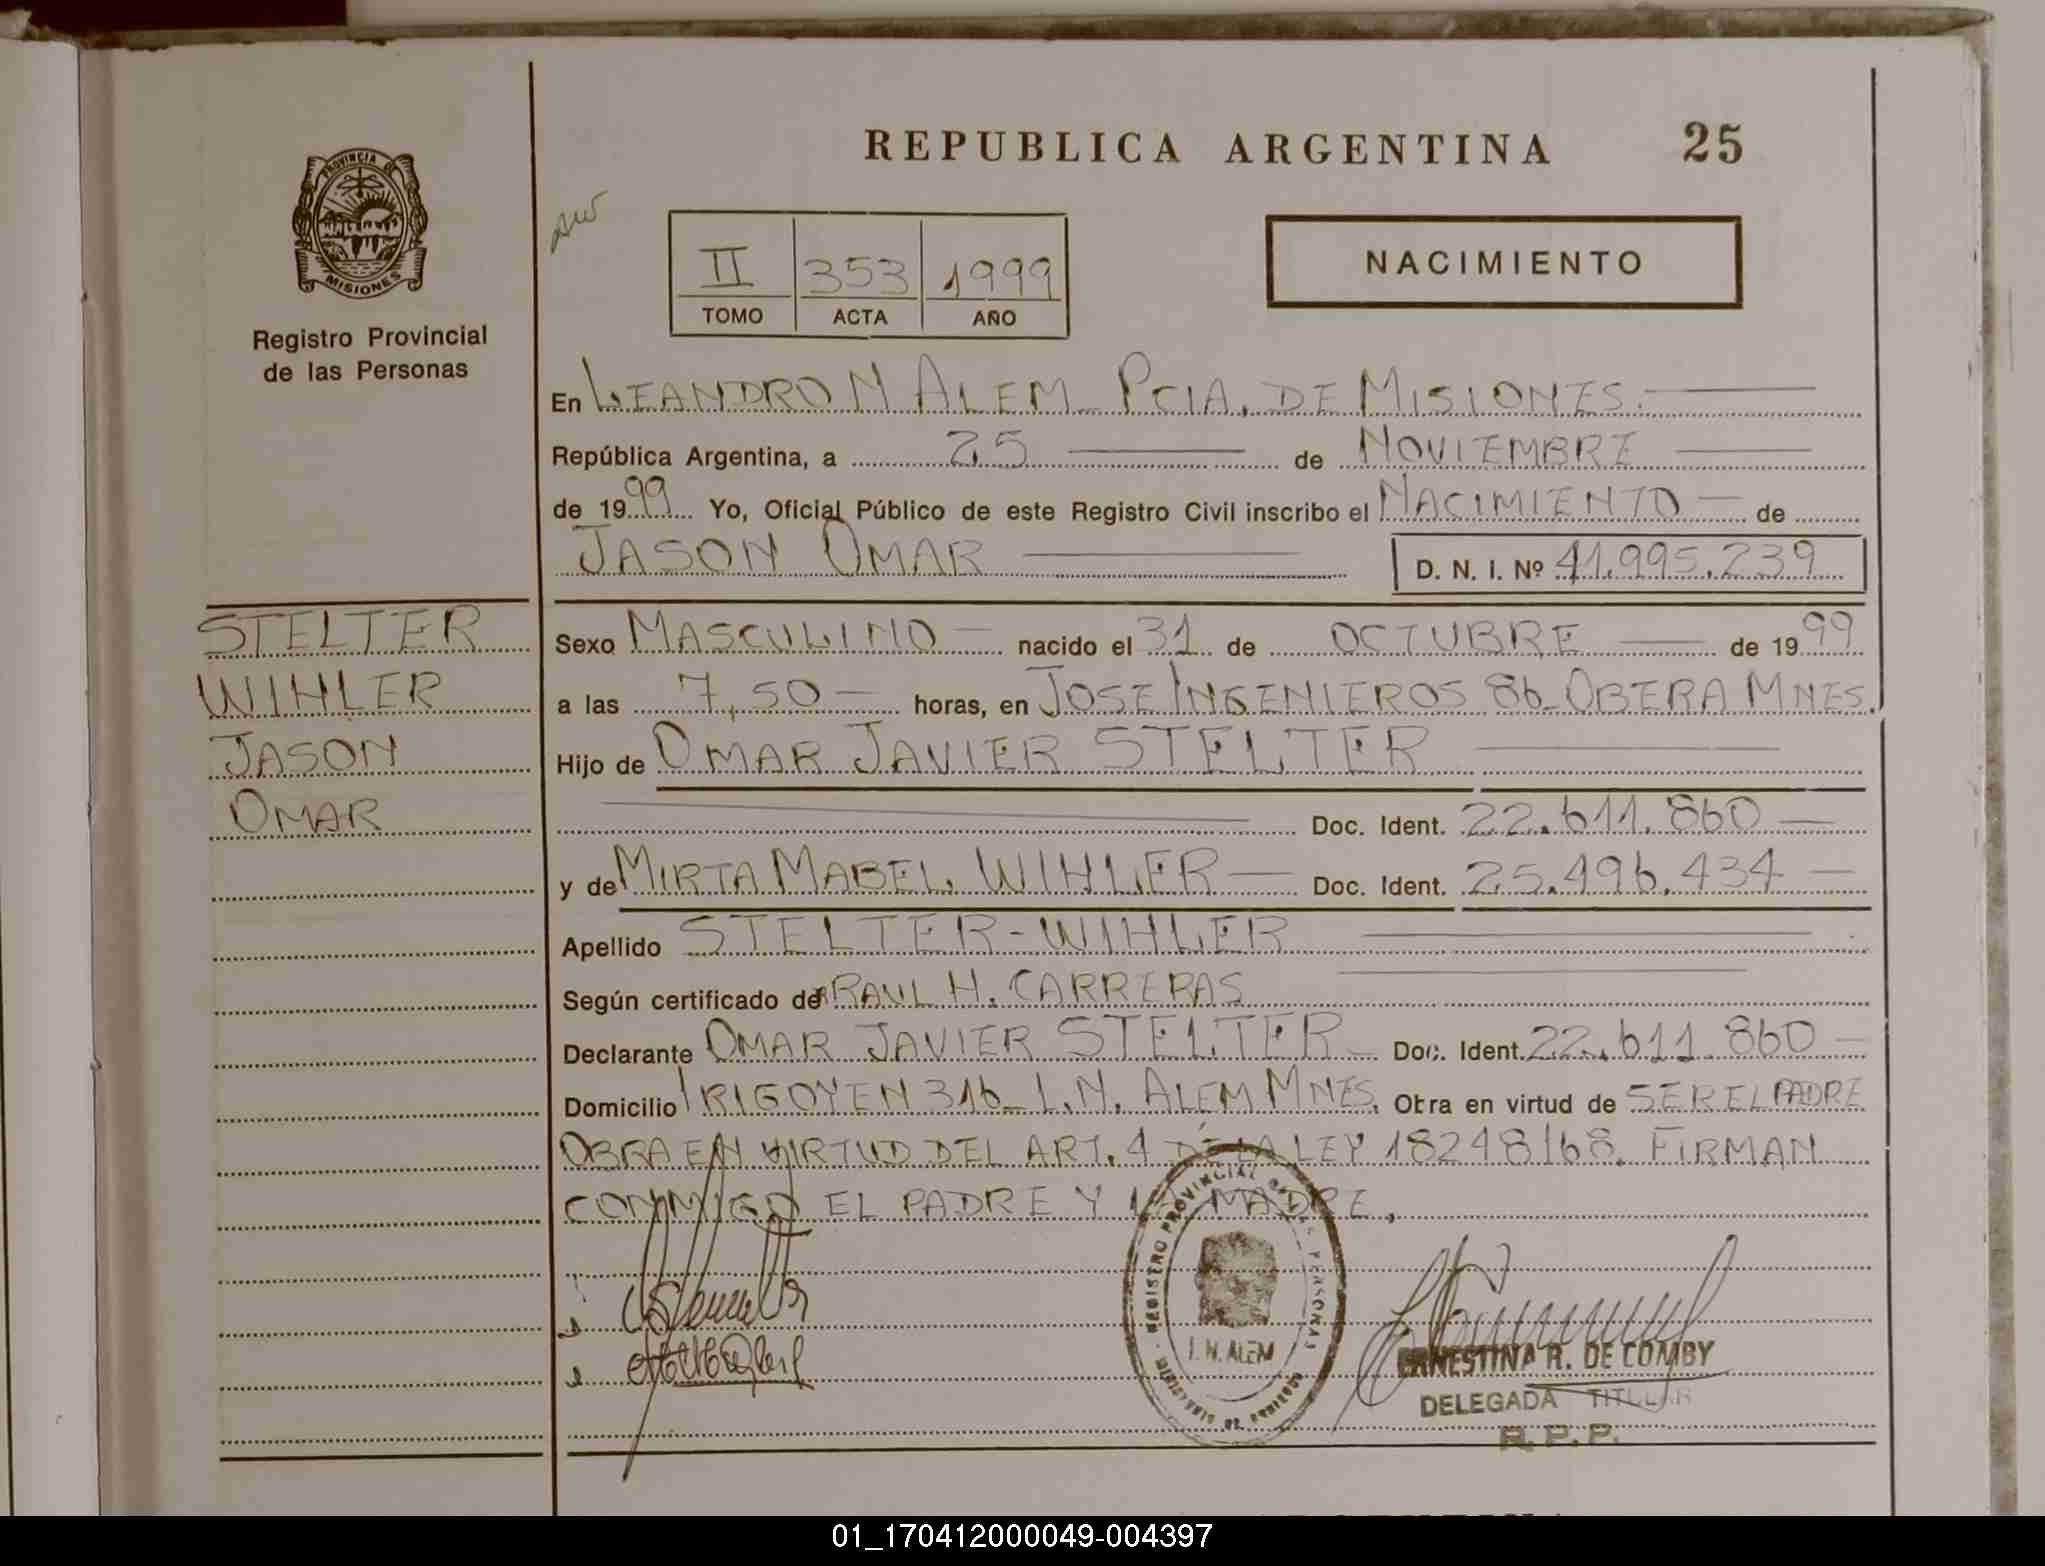 REPUBLICA ARGENTINA 25
PROVINCIA DE
MISIONES
Registro Provincial
de las Personas
II 353 1999
TOMO ACTA AÑO
NACIMIENTO
En LEANDRO N ALEM PCIA. DE MISIONES.
República Argentina, a 25 de NOVIEMBRE
de 1999 Yo, Oficial Público de este Registro Civil inscribo el NACIMIENTO de
JASON OMAR D. N. I. Nº 41.995.239
STELTER
WIHLER
JASON
OMAR
Sexo MASCULINO nacido el 31 de OCTUBRE de 1999
a las 7,50 horas, en JOSE INGENIEROS 86 OBERA MNES.
Hijo de OMAR JAVIER STELTER
Doc. Ident. 22.611.860
y de MIRTA MABEL WIHLER Doc. Ident. 25.496.434
Apellido STELTER-WIHLER
Según certificado de RAUL H. CARRERAS
Declarante OMAR JAVIER STELTER Doc. Ident. 22.611.860
Domicilio IRIGOYEN 316 L.N. ALEM MNES. Obra en virtud de SER EL PADRE
OBRA EN VIRTUD DEL ART. 4 DE LA LEY 18248/68. FIRMAN
CONMIGO EL PADRE Y LA MADRE.
REGISTRO PROVINCIAL DE LAS PERSONAS
L.N. ALEM
ERNESTINA R. DE COMBY
DELEGADA TITULAR
R.P.P.
01_170412000049-004397